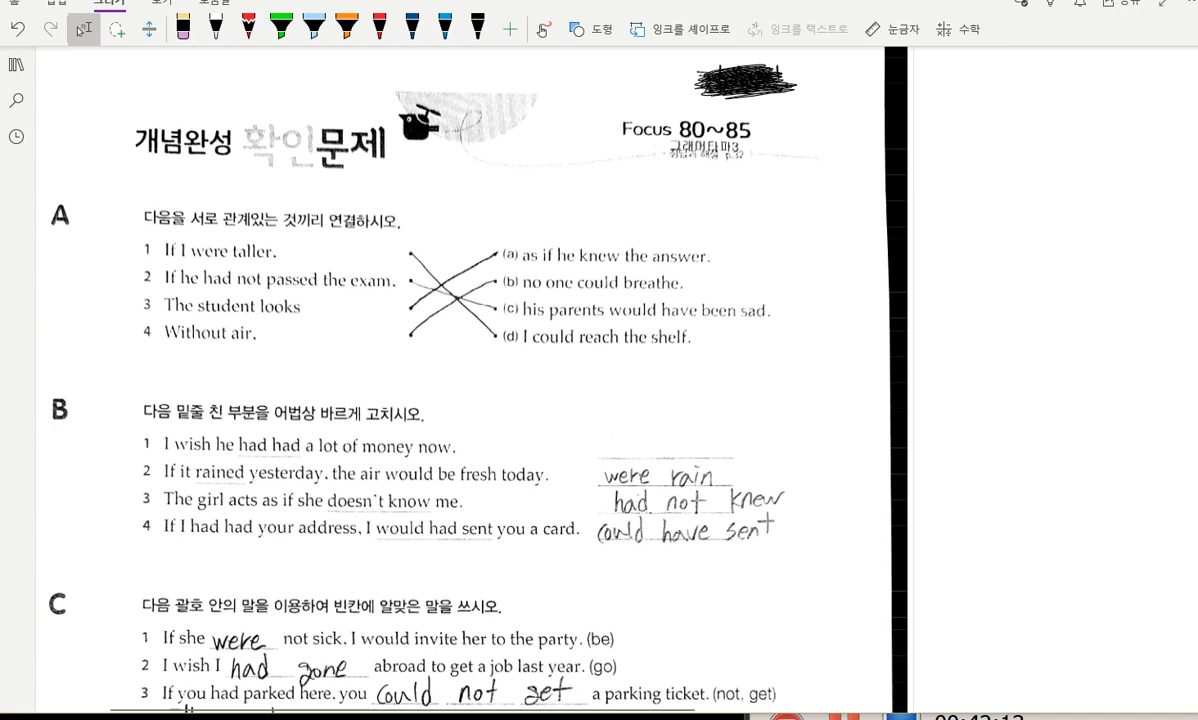 도형 잉크를 셰이프로 잉크를 텍스트로 눈금자 수학
개념완성 확인문제
Focus 80~85
그래머타파3
정답과 해설 p.32
A 다음을 서로 관계있는 것끼리 연결하시오.
1 If I were taller,
2 If he had not passed the exam,
3 The student looks
4 Without air,
(a) as if he knew the answer.
(b) no one could breathe.
(c) his parents would have been sad.
(d) I could reach the shelf.
B 다음 밑줄 친 부분을 어법상 바르게 고치시오.
1 I wish he had had a lot of money now.
2 If it rained yesterday, the air would be fresh today. were rain
3 The girl acts as if she doesn't know me. had not knew
4 If I had had your address, I would had sent you a card. could have sent
C 다음 괄호 안의 말을 이용하여 빈칸에 알맞은 말을 쓰시오.
1 If she were not sick, I would invite her to the party. (be)
2 I wish I had gone abroad to get a job last year. (go)
3 If you had parked here, you could not get a parking ticket. (not, get)